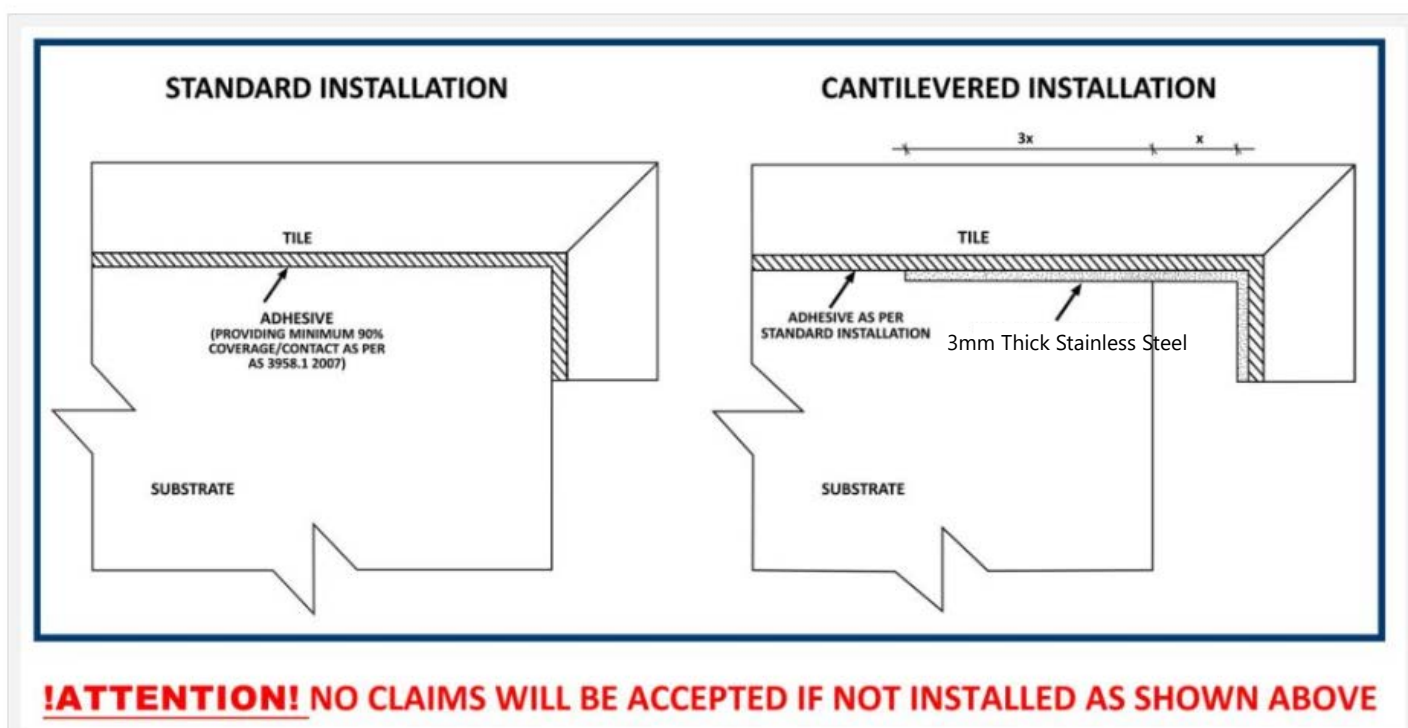 STANDARD INSTALLATION
TILE
ADHESIVE
(PROVIDING MINIMUM 90%
COVERAGE/CONTACT AS PER
AS 3958.1 2007)
SUBSTRATE
CANTILEVERED INSTALLATION
3x
x
TILE
ADHESIVE AS PER
STANDARD INSTALLATION
3mm Thick Stainless Steel
SUBSTRATE
!ATTENTION! NO CLAIMS WILL BE ACCEPTED IF NOT INSTALLED AS SHOWN ABOVE